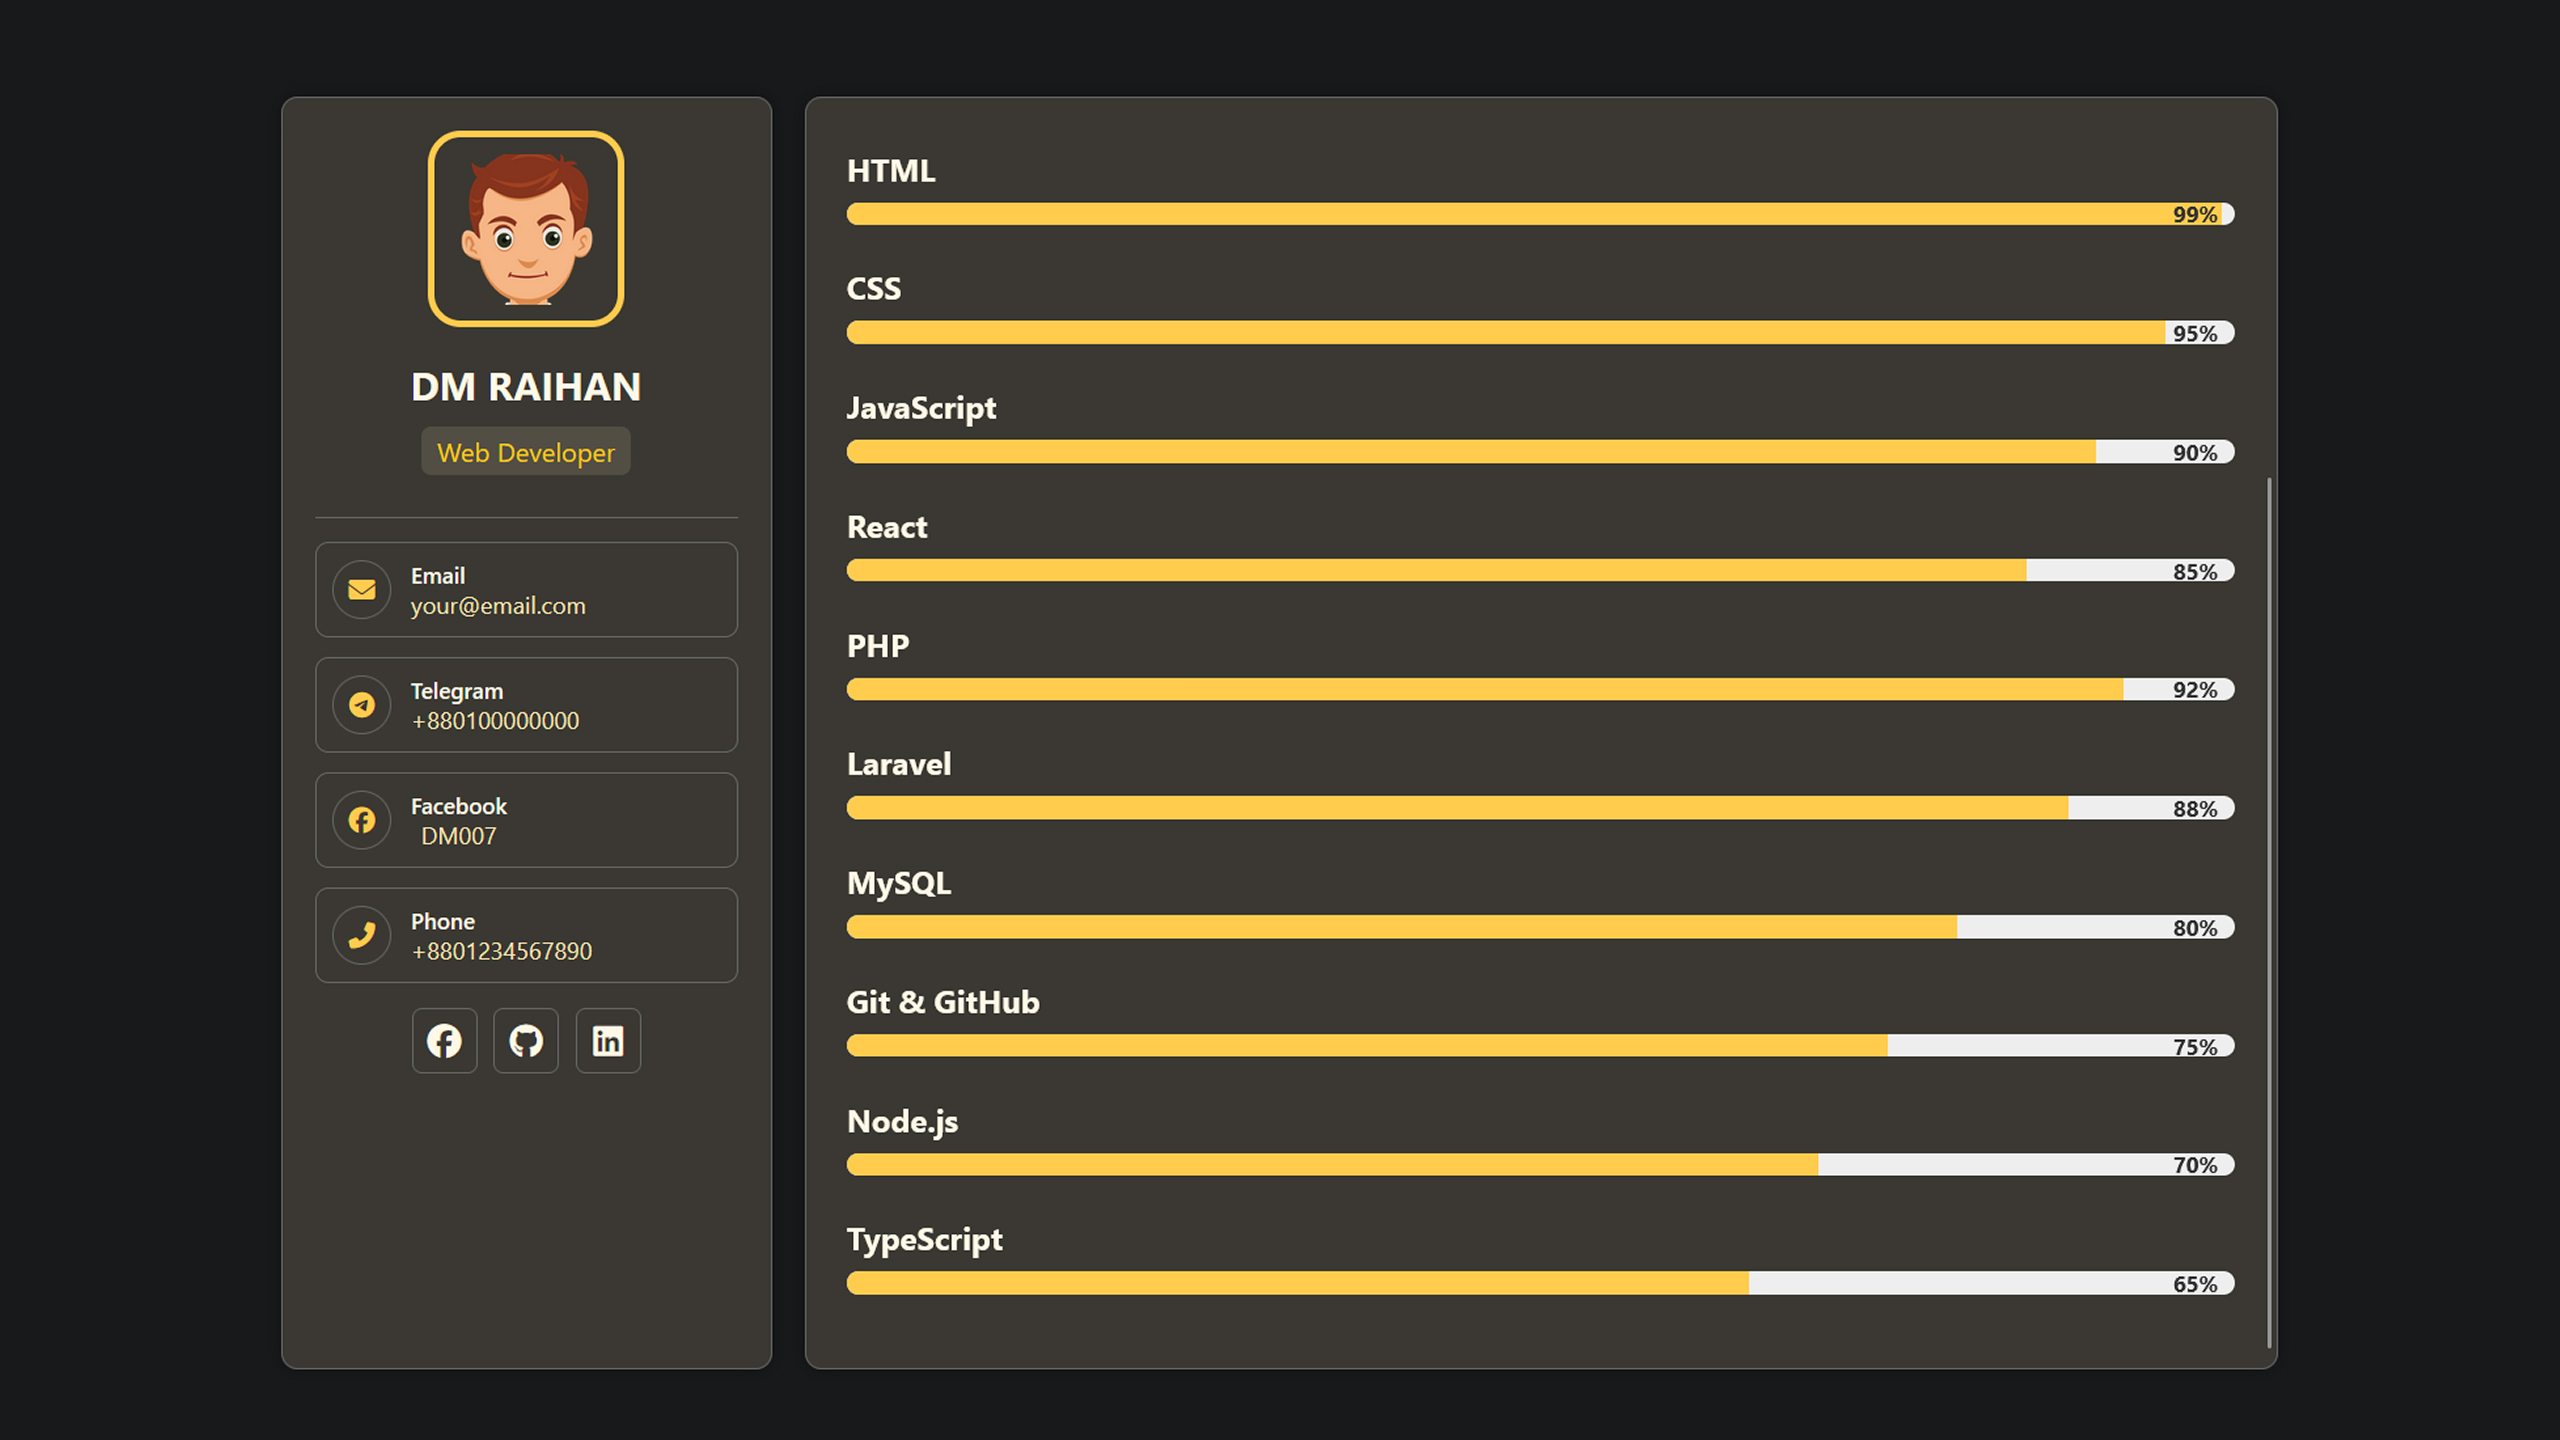 DM RAIHAN
Web Developer
Email
your@email.com
Telegram
+880100000000
Facebook
DM007
Phone
+8801234567890
HTML
99%
CSS
95%
JavaScript
90%
React
85%
PHP
92%
Laravel
88%
MySQL
80%
Git & GitHub
75%
Node.js
70%
TypeScript
65%